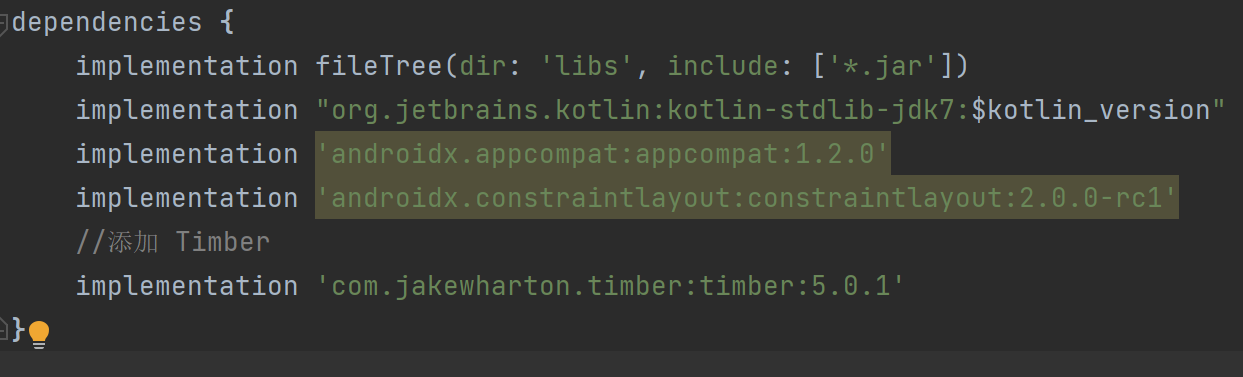 dependencies {
implementation fileTree(dir: 'libs', include: ['*.jar'])
implementation "org.jetbrains.kotlin:kotlin-stdlib-jdk7:$kotlin_version"
implementation 'androidx.appcompat:appcompat:1.2.0'
implementation 'androidx.constraintlayout:constraintlayout:2.0.0-rc1'
//添加 Timber
implementation 'com.jakewharton.timber:timber:5.0.1'
}